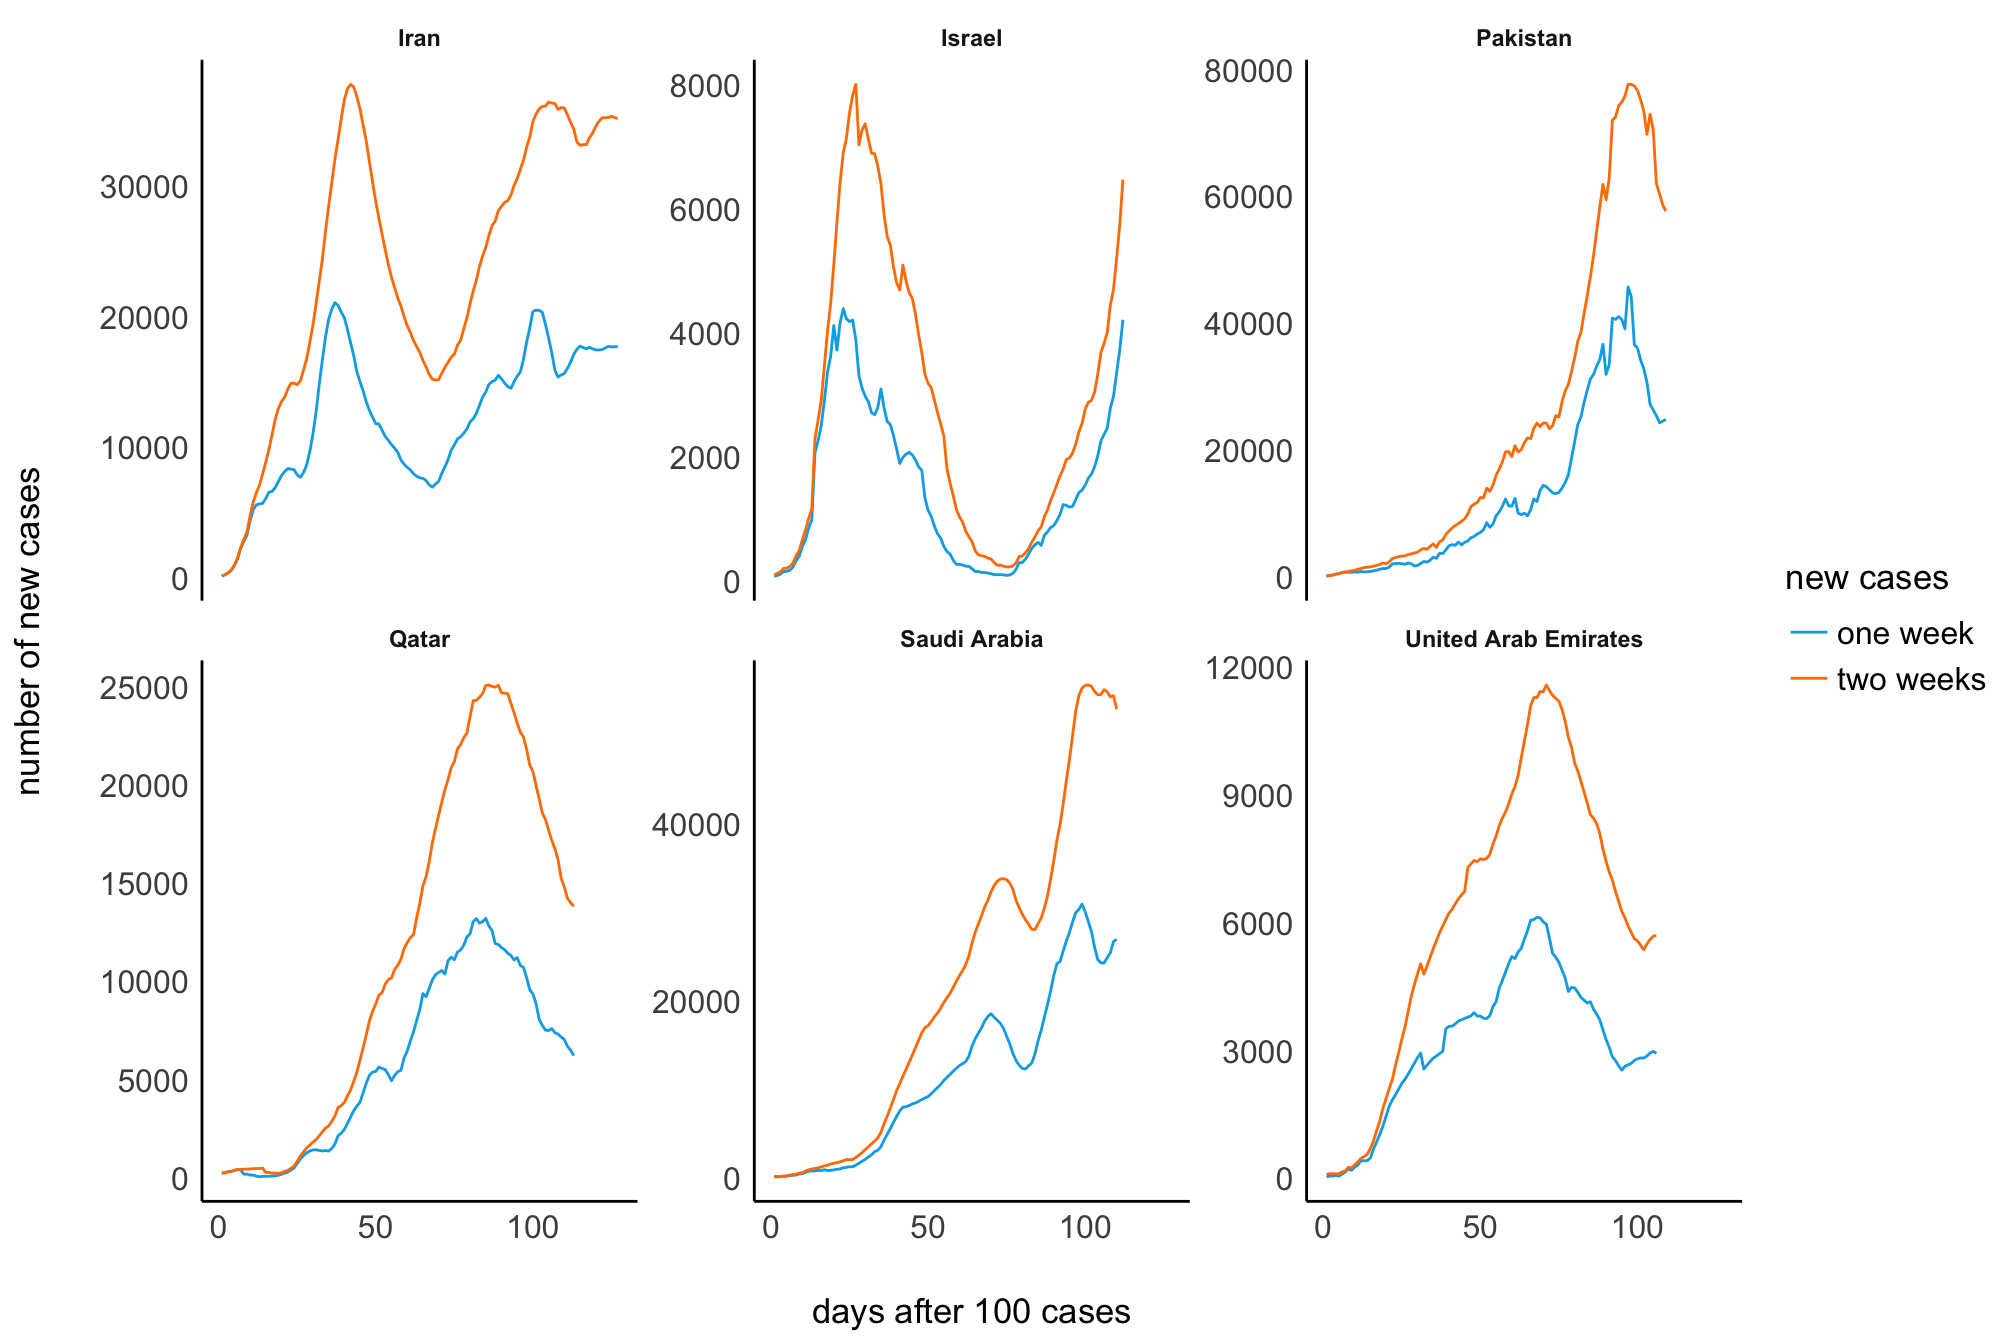 Iran
Israel
Pakistan
30000
20000
10000
0
8000
6000
4000
2000
0
80000
60000
40000
20000
0
Qatar
Saudi Arabia
United Arab Emirates
25000
20000
15000
10000
5000
0
40000
20000
0
12000
9000
6000
3000
0
0 50 100
0 50 100
0 50 100
number of new cases
days after 100 cases
new cases
one week
two weeks